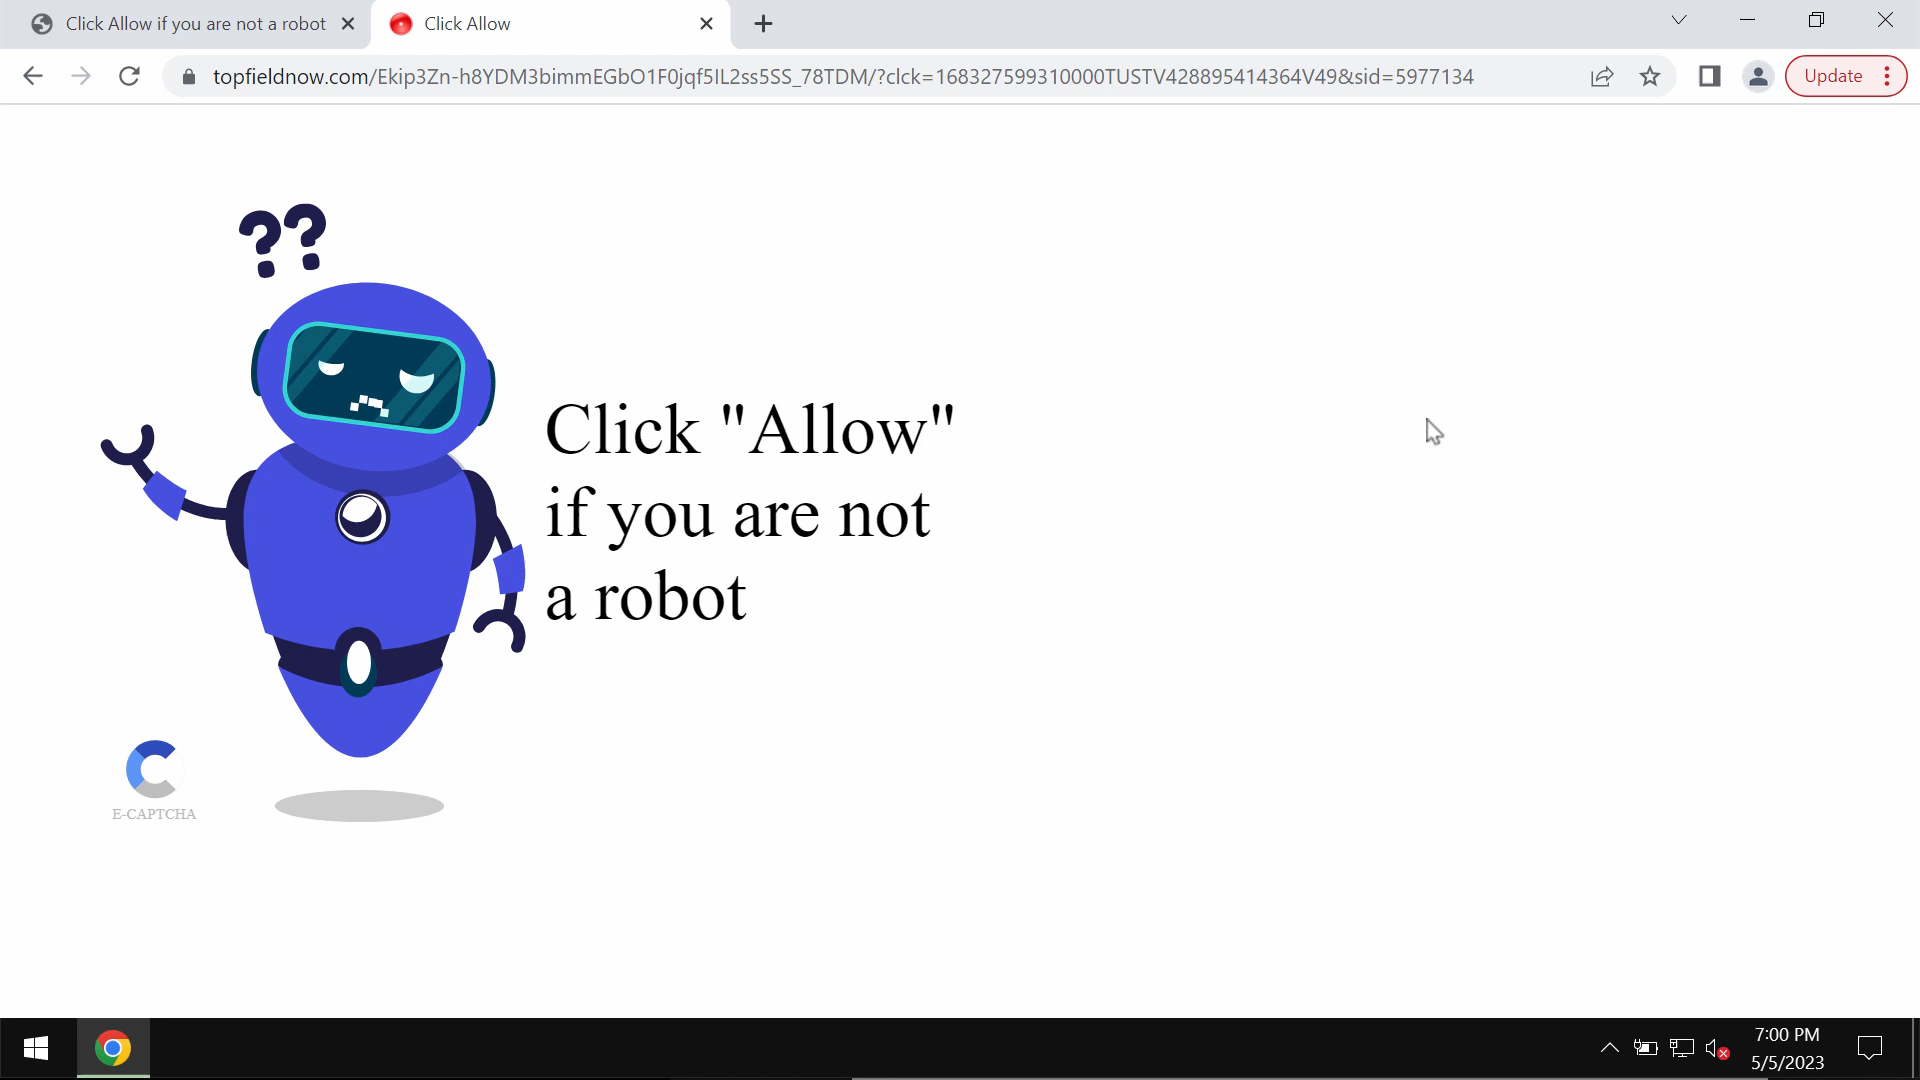 Click Allow if you are not a robot
Click Allow
topfieldnow.com/Ekip3Zn-h8YDM3bimmEGbO1F0jqf5IL2ss5SS_78TDM/?clck=168327599310000TUSTV428895414364V49&sid=5977134
Update
??
Click "Allow"
if you are not
a robot
E-CAPTCHA
7:00 PM
5/5/2023